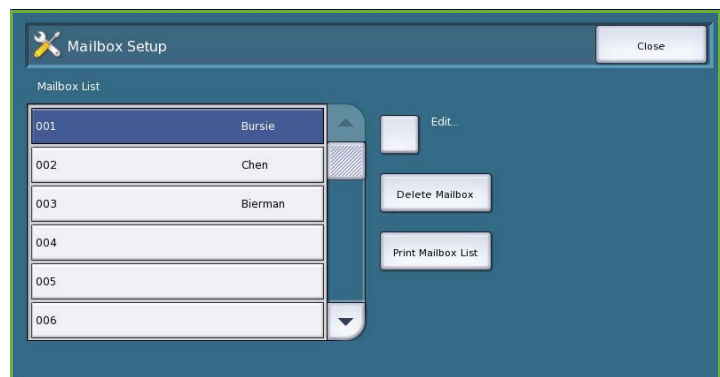 Mailbox Setup
Close
Mailbox List
001 Bursie
Edit...
002 Chen
Delete Mailbox
003 Bierman
004
Print Mailbox List
005
006